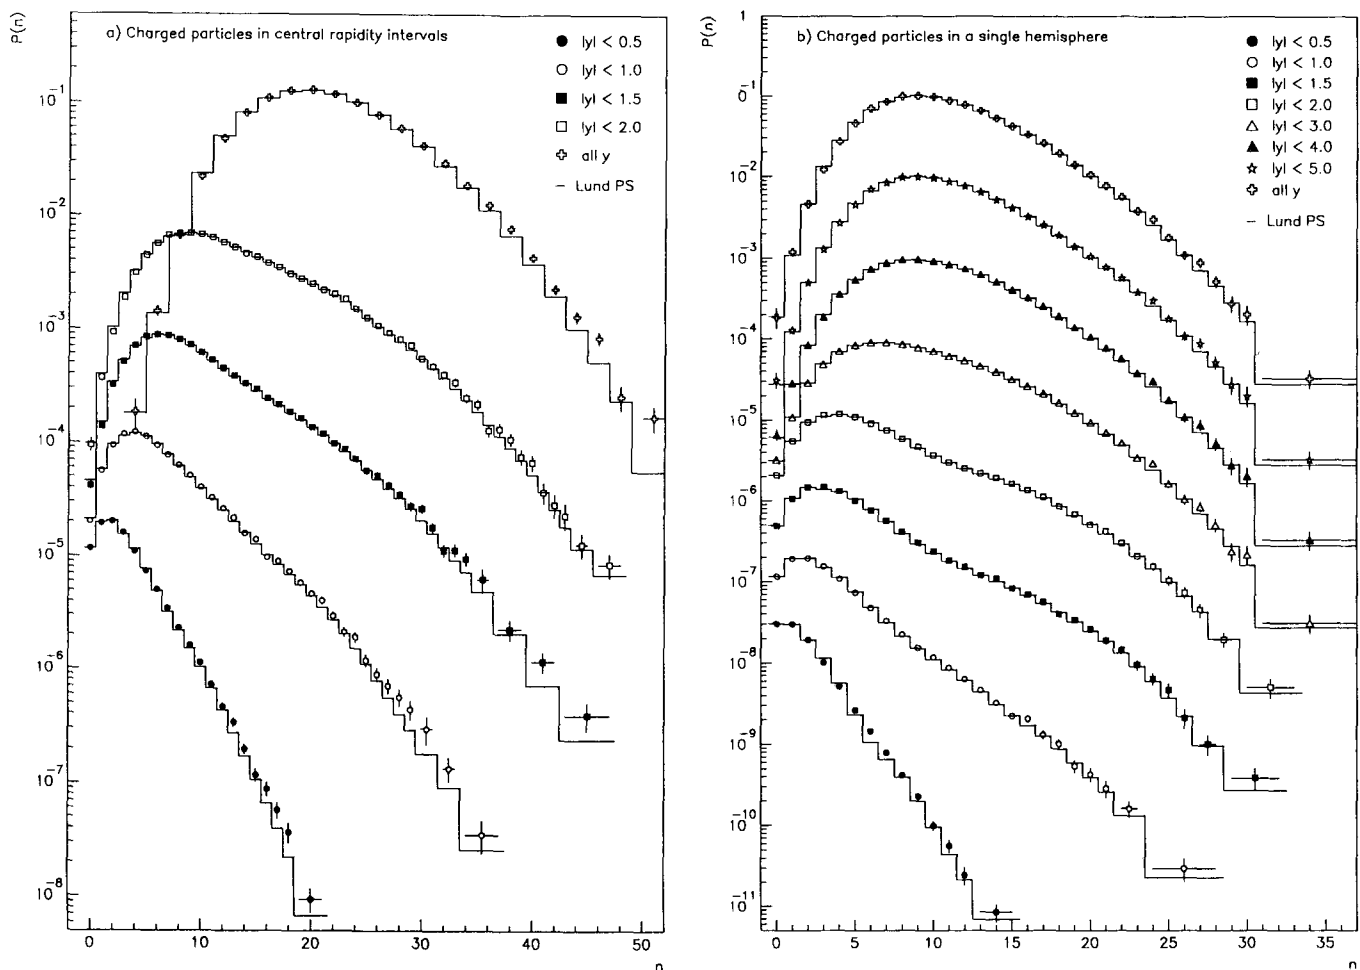 P(n)
a) Charged particles in central rapidity intervals
|y| < 0.5
|y| < 1.0
|y| < 1.5
|y| < 2.0
all y
— Lund PS
10^-1
10^-2
10^-3
10^-4
10^-5
10^-6
10^-7
10^-8
0 10 20 30 40 50
n
P(n)
b) Charged particles in a single hemisphere
|y| < 0.5
|y| < 1.0
|y| < 1.5
|y| < 2.0
|y| < 3.0
|y| < 4.0
|y| < 5.0
all y
— Lund PS
1
10^-1
10^-2
10^-3
10^-4
10^-5
10^-6
10^-7
10^-8
10^-9
10^-10
10^-11
0 5 10 15 20 25 30 35
n